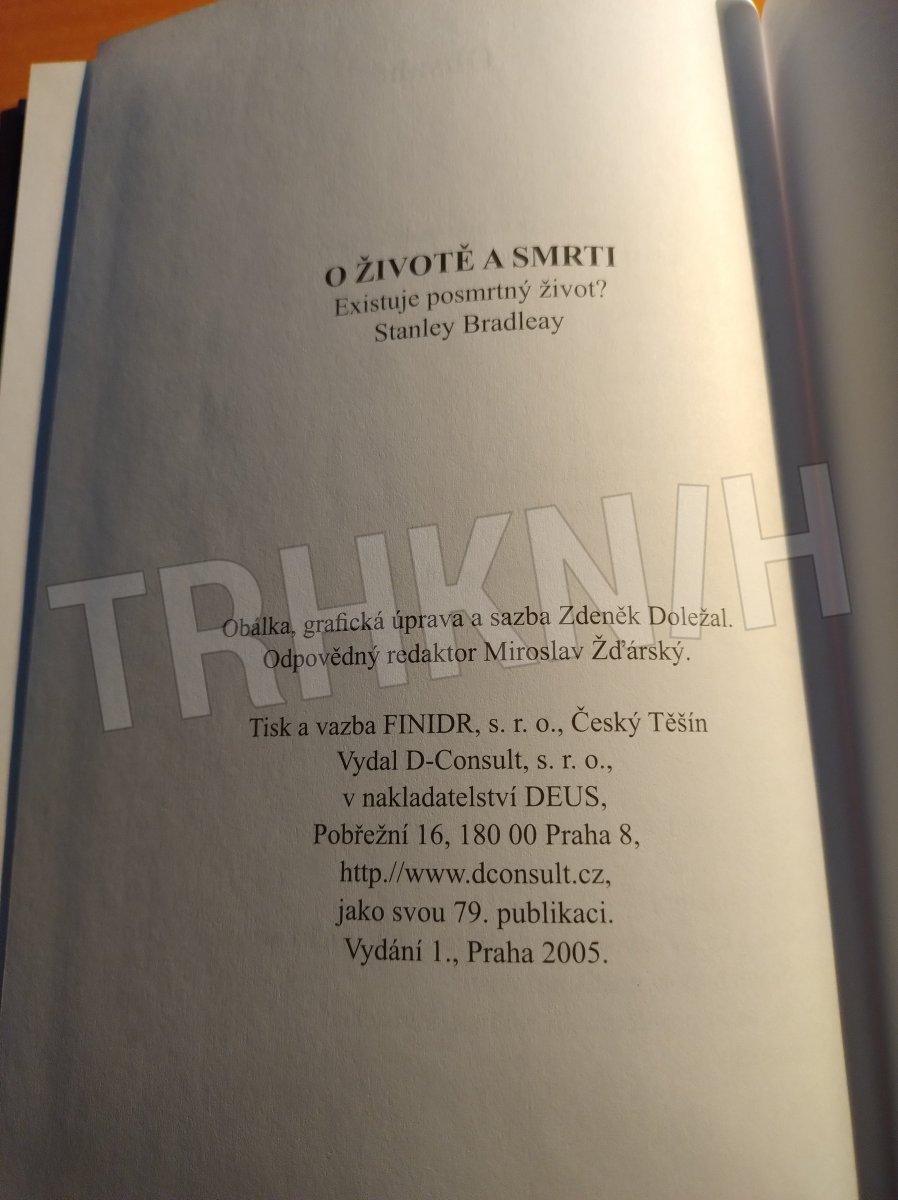 O ŽIVOTĚ A SMRTI
Existuje posmrtný život?
Stanley Bradleay
TRHKNIH
Obálka, grafická úprava a sazba Zdeněk Doležal.
Odpovědný redaktor Miroslav Žďárský.
Tisk a vazba FINIDR, s. r. o., Český Těšín
Vydal D-Consult, s. r. o.,
v nakladatelství DEUS,
Pobřežní 16, 180 00 Praha 8,
http.//www.dconsult.cz,
jako svou 79. publikaci.
Vydání 1., Praha 2005.